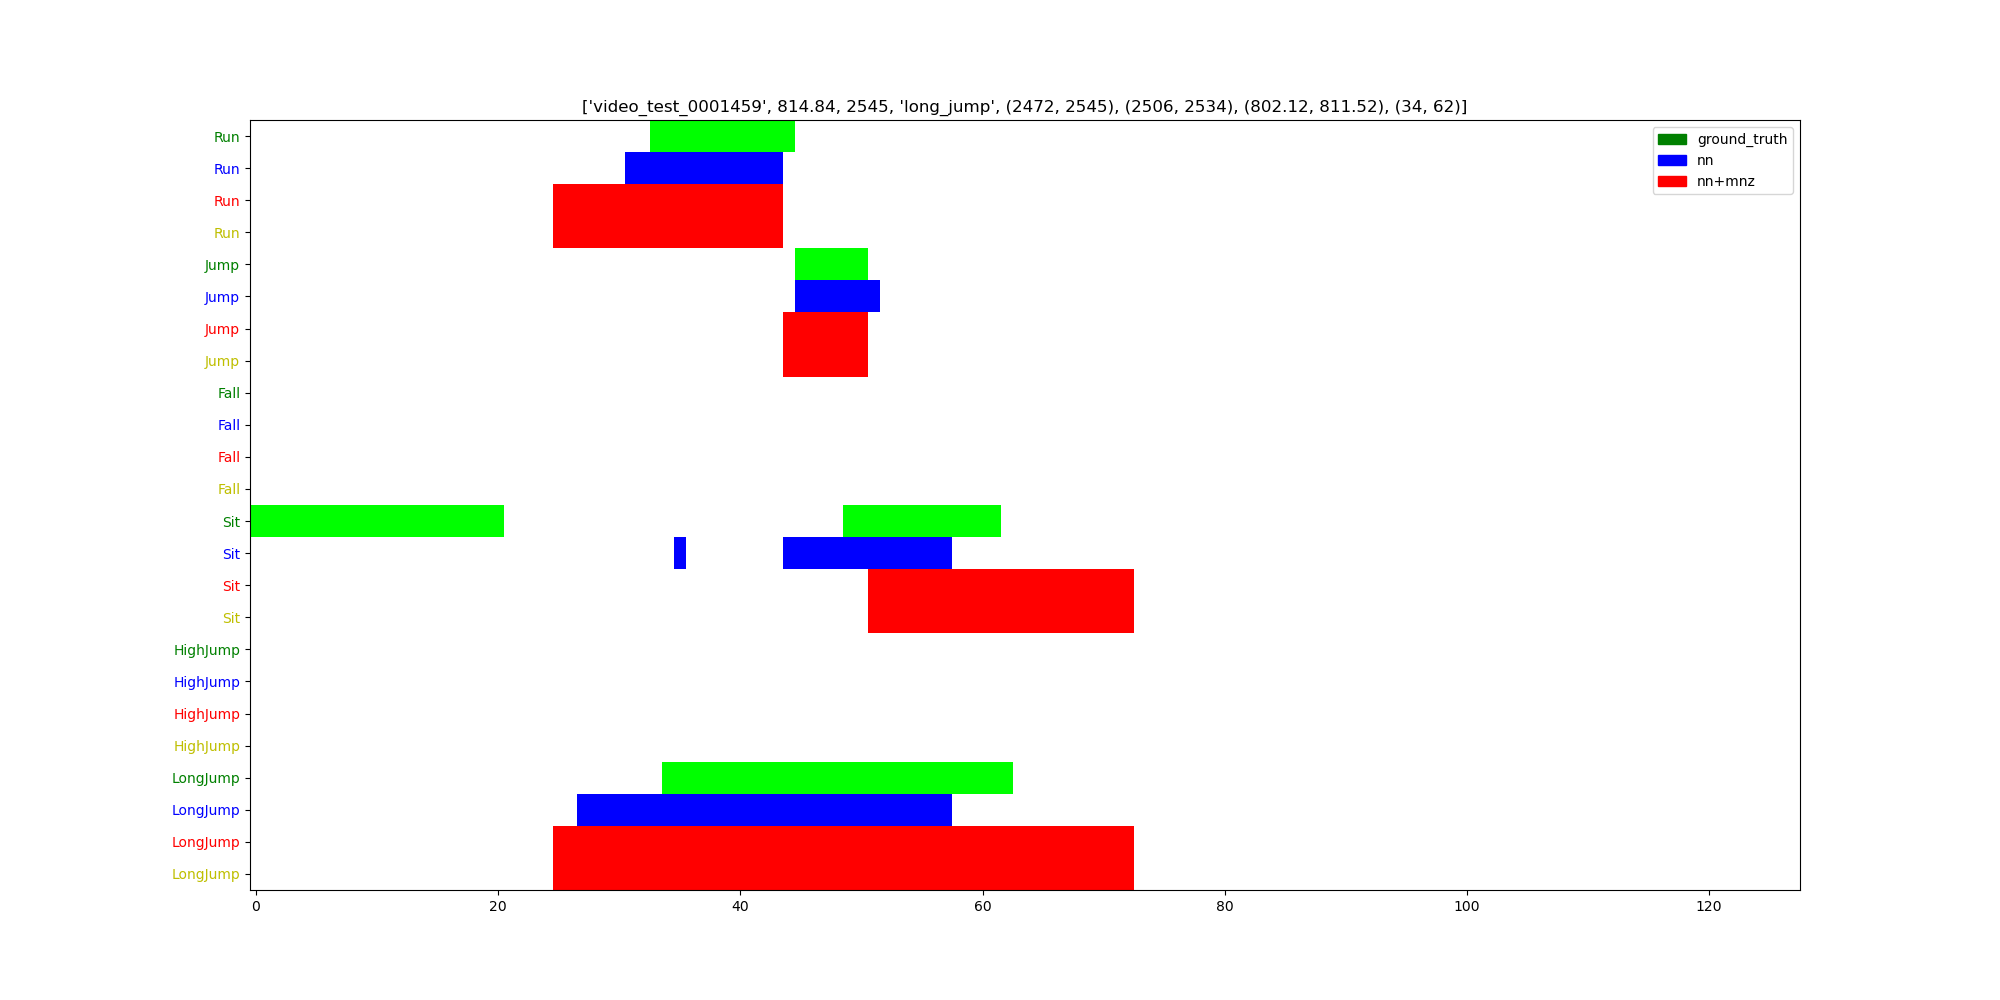 ['video_test_0001459', 814.84, 2545, 'long_jump', (2472, 2545), (2506, 2534), (802.12, 811.52), (34, 62)]
ground_truth
nn
nn+mnz
Run
Run
Run
Run
Jump
Jump
Jump
Jump
Fall
Fall
Fall
Fall
Sit
Sit
Sit
Sit
HighJump
HighJump
HighJump
HighJump
LongJump
LongJump
LongJump
LongJump
0 20 40 60 80 100 120